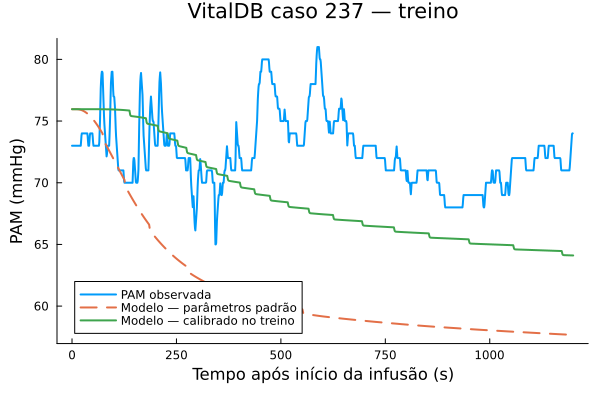 VitalDB caso 237 — treino
PAM (mmHg)
80
75
70
65
60
PAM observada
Modelo — parâmetros padrão
Modelo — calibrado no treino
0
250
500
750
1000
Tempo após início da infusão (s)